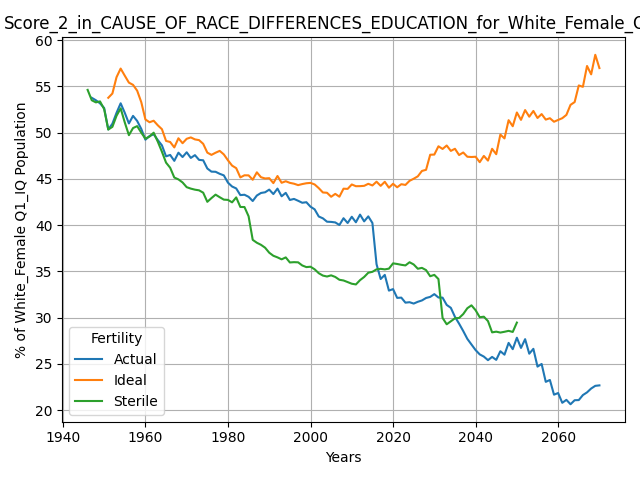 Score_2_in_CAUSE_OF_RACE_DIFFERENCES_EDUCATION_for_White_Female_
60
55
50
45
40
35
30
25
20
% of White_Female Q1_IQ Population
Fertility
Actual
Ideal
Sterile
1940 1960 1980 2000 2020 2040 2060
Years